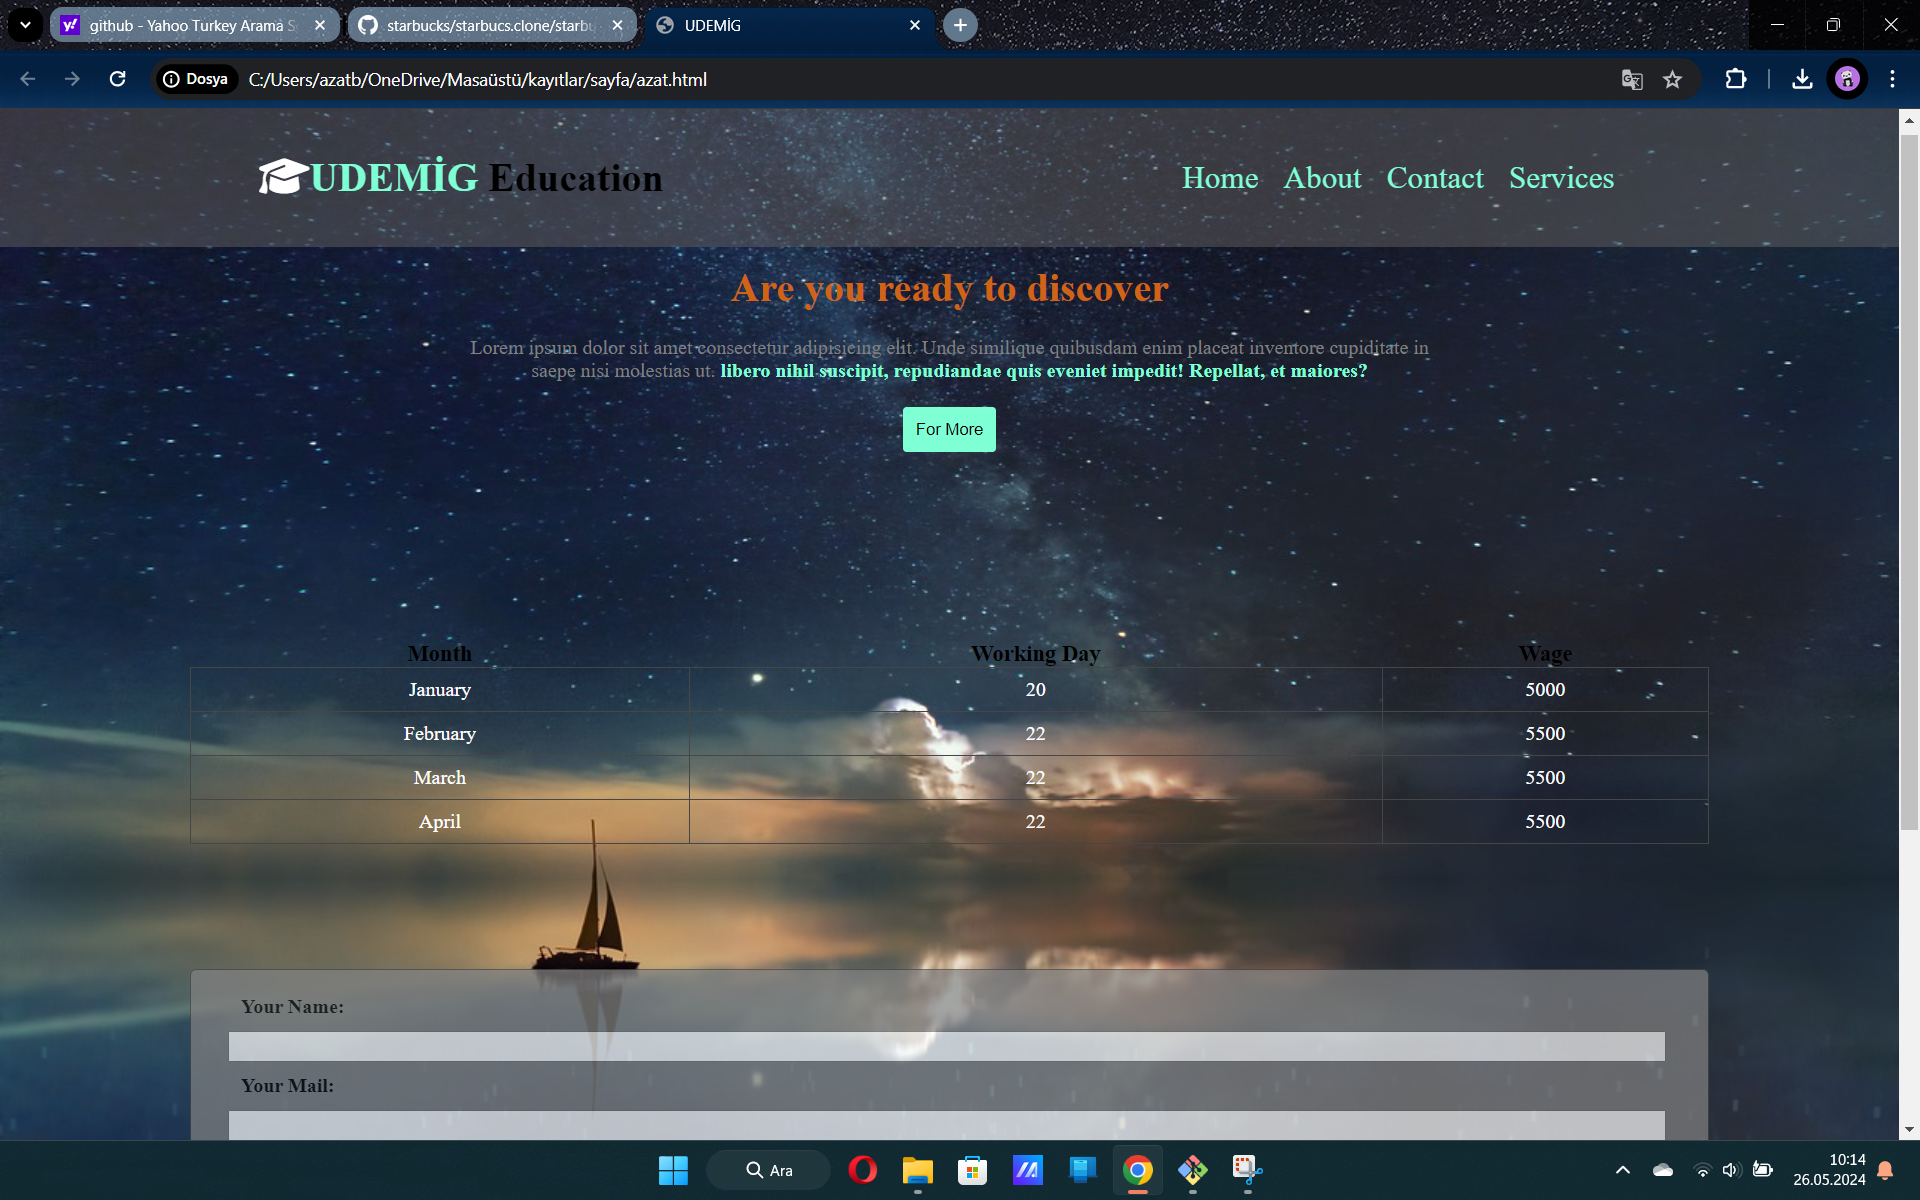 github - Yahoo Turkey Arama S
starbucks/starbucs.clone/starbu
UDEMİG
Dosya
C:/Users/azatb/OneDrive/Masaüstü/kayıtlar/sayfa/azat.html
UDEMİG Education
Home About Contact Services
Are you ready to discover
Lorem ipsum dolor sit amet consectetur adipisicing elit. Unde similique quibusdam enim placeat inventore cupiditate in
saepe nisi molestias ut. libero nihil suscipit, repudiandae quis eveniet impedit! Repellat, et maiores?
For More
Month Working Day Wage
January 20 5000
February 22 5500
March 22 5500
April 22 5500
Your Name:
Your Mail:
Ara
10:14
26.05.2024